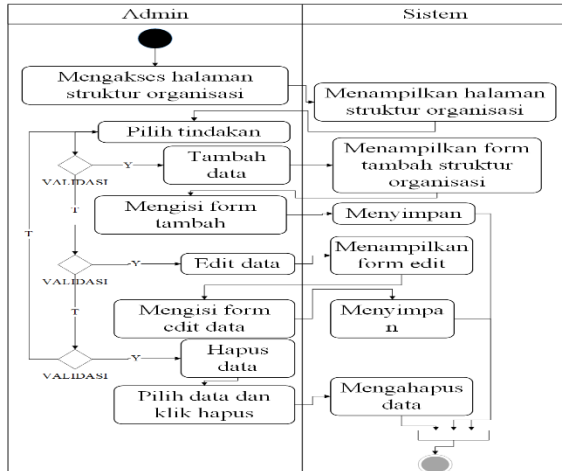 Admin
Sistem
Mengakses halaman
struktur organisasi
Menampilkan halaman
struktur organisasi
Pilih tindakan
Y
Tambah
data
Menampilkan form
tambah struktur
organisasi
VALIDASI
T
T
Mengisi form
tambah
Menyimpan
Y
Edit data
Menampilkan
form edit
VALIDASI
T
Mengisi form
edit data
Menyimpa
n
Y
Hapus
data
VALIDASI
Pilih data dan
klik hapus
Mengahapus
data